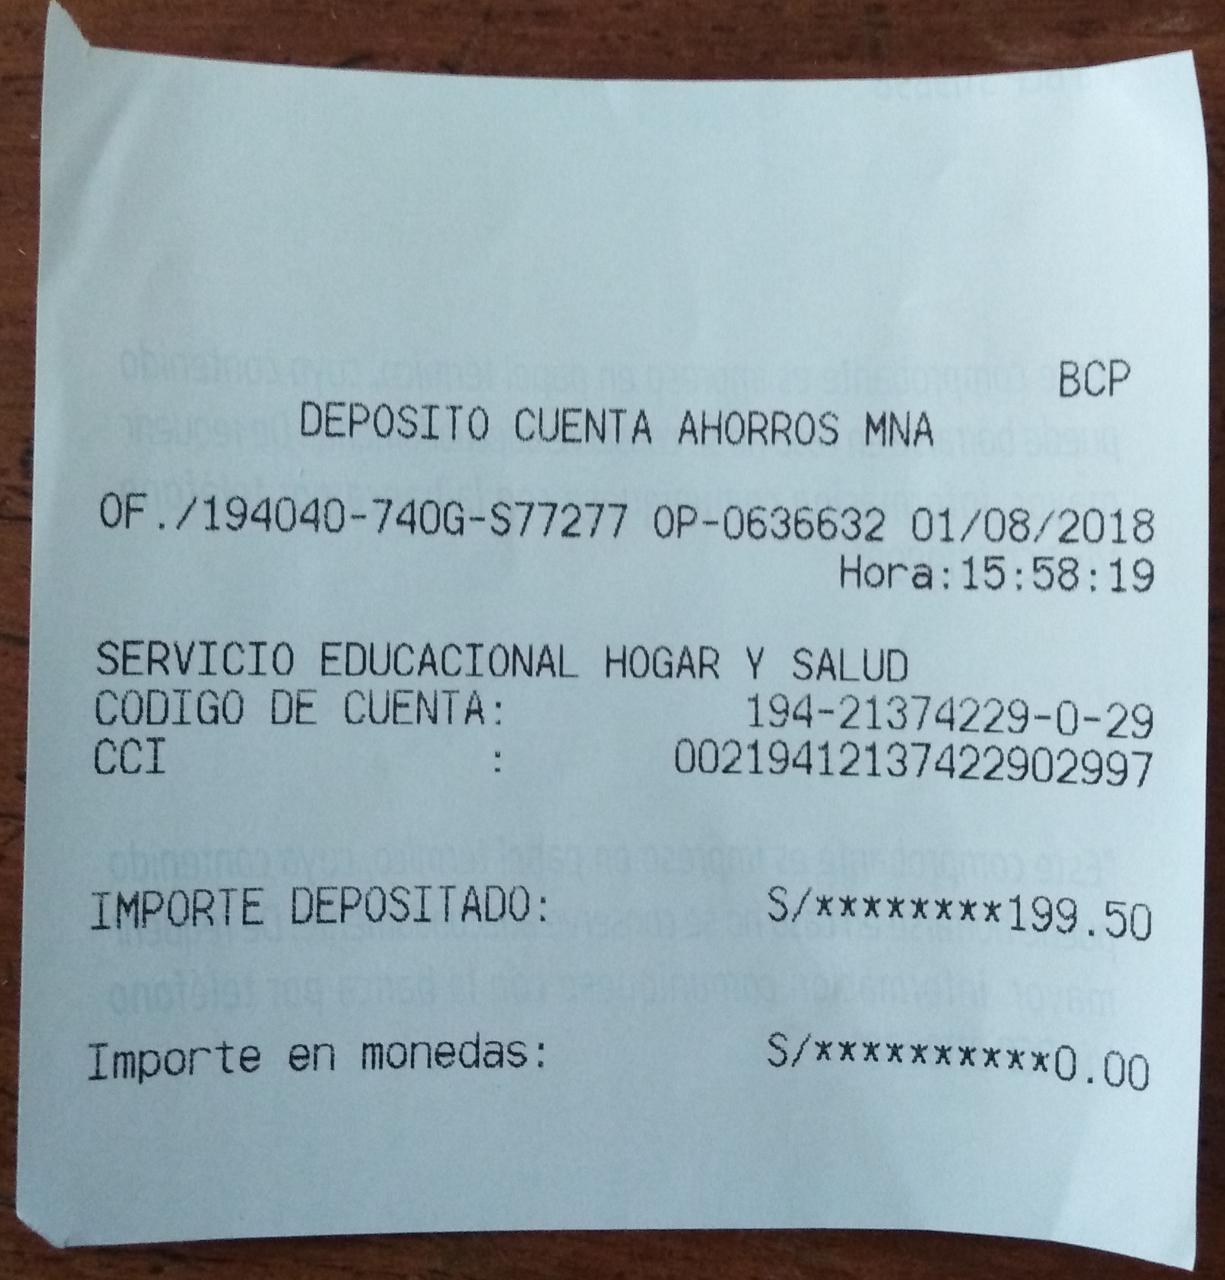 BCP
DEPOSITO CUENTA AHORROS MNA
OF./194040-740G-S77277 OP-0636632 01/08/2018
Hora:15:58:19
SERVICIO EDUCACIONAL HOGAR Y SALUD
CODIGO DE CUENTA: 194-21374229-0-29
CCI : 00219412137422902997
IMPORTE DEPOSITADO: S/********199.50
Importe en monedas: S/**********0.00